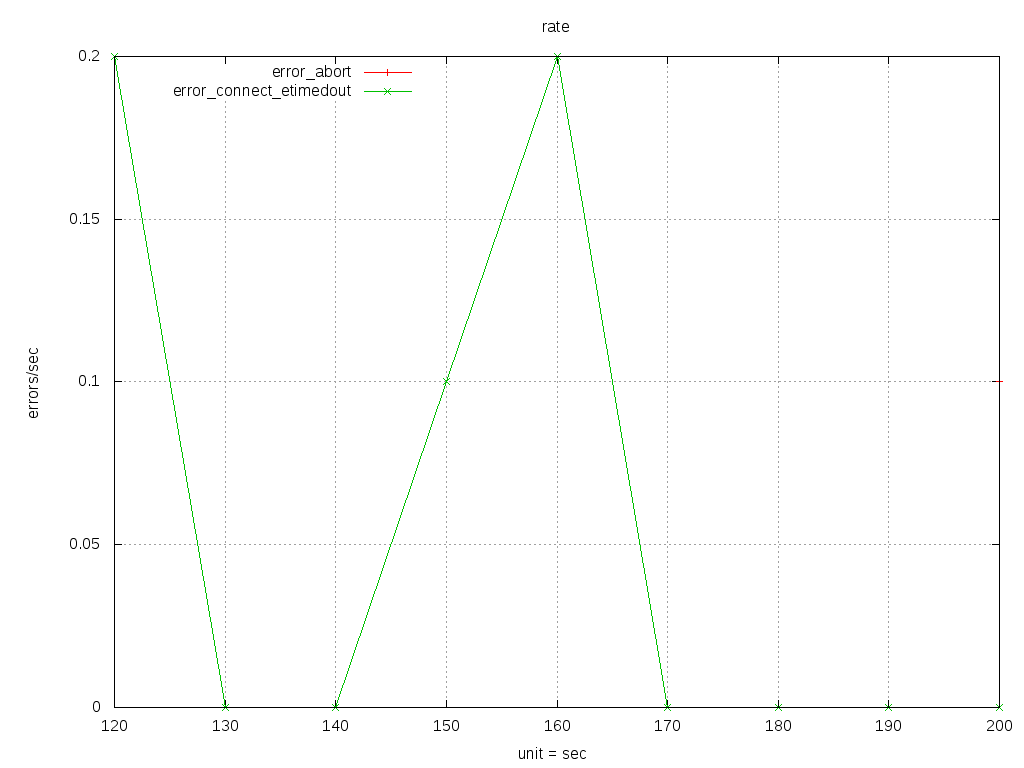 rate
0.2
error_abort
error_connect_etimedout
0.15
0.1
errors/sec
0.05
0
120 130 140 150 160 170 180 190 200
unit = sec